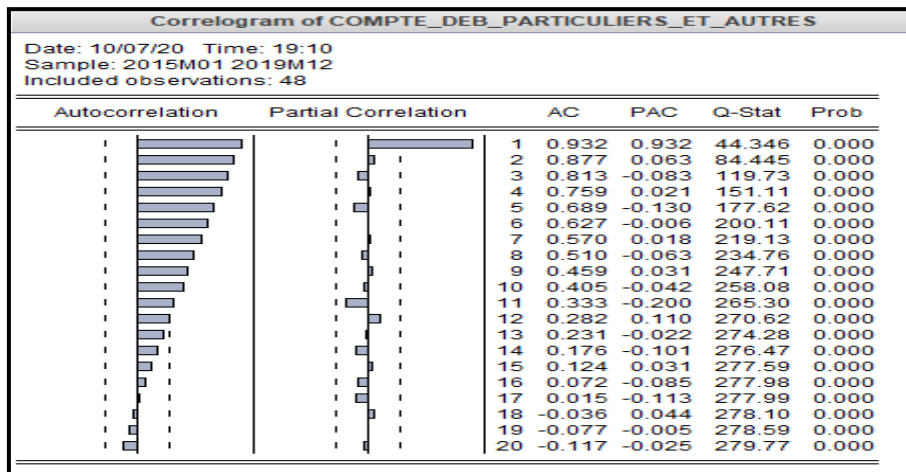 Correlogram of COMPTE_DEB_PARTICULIERS_ET_AUTRES
Date: 10/07/20 Time: 19:10
Sample: 2015M01 2019M12
Included observations: 48
Autocorrelation Partial Correlation AC PAC Q-Stat Prob
1 0.932 0.932 44.346 0.000
2 0.877 0.063 84.445 0.000
3 0.813 -0.083 119.73 0.000
4 0.759 0.021 151.11 0.000
5 0.689 -0.130 177.62 0.000
6 0.627 -0.006 200.11 0.000
7 0.570 0.018 219.13 0.000
8 0.510 -0.063 234.76 0.000
9 0.459 0.031 247.71 0.000
10 0.405 -0.042 258.08 0.000
11 0.333 -0.200 265.30 0.000
12 0.282 0.110 270.62 0.000
13 0.231 -0.022 274.28 0.000
14 0.176 -0.101 276.47 0.000
15 0.124 0.031 277.59 0.000
16 0.072 -0.085 277.98 0.000
17 0.015 -0.113 277.99 0.000
18 -0.036 0.044 278.10 0.000
19 -0.077 -0.005 278.59 0.000
20 -0.117 -0.025 279.77 0.000